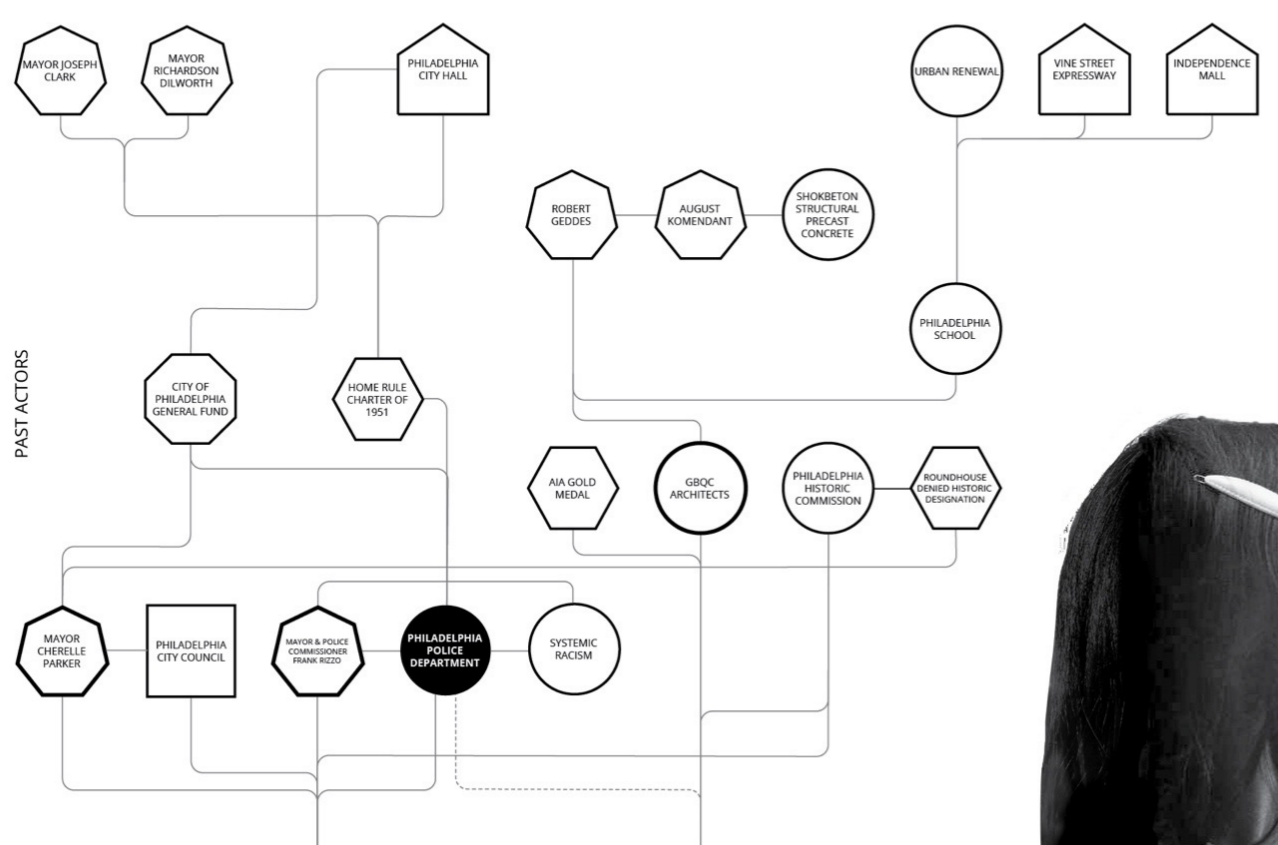 MAYOR JOSEPH
CLARK
MAYOR
RICHARDSON
DILWORTH
PHILADELPHIA
CITY HALL
URBAN RENEWAL
VINE STREET
EXPRESSWAY
INDEPENDENCE
MALL
ROBERT
GEDDES
AUGUST
KOMENDANT
SHOKBETON
STRUCTURAL
PRECAST
CONCRETE
PHILADELPHIA
SCHOOL
PAST ACTORS
CITY OF
PHILADELPHIA
GENERAL FUND
HOME RULE
CHARTER OF
1951
AIA GOLD
MEDAL
GBQC
ARCHITECTS
PHILADELPHIA
HISTORIC
COMMISSION
ROUNDHOUSE
DENIED HISTORIC
DESIGNATION
MAYOR
CHERELLE
PARKER
PHILADELPHIA
CITY COUNCIL
MAYOR & POLICE
COMMISSIONER
FRANK RIZZO
PHILADELPHIA
POLICE
DEPARTMENT
SYSTEMIC
RACISM